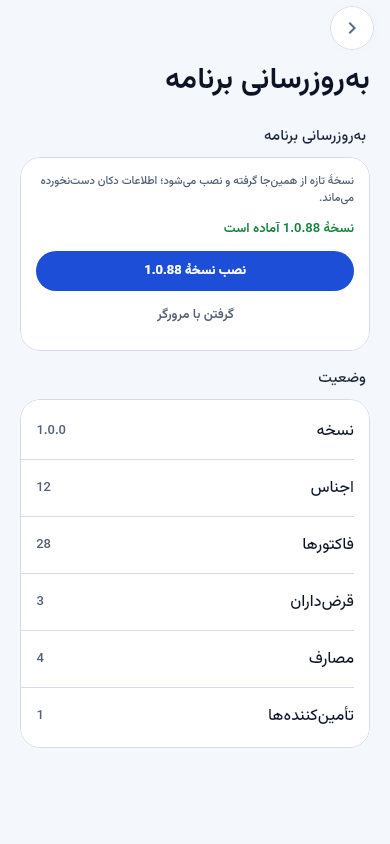 به‌روزرسانی برنامه
به‌روزرسانی برنامه
نسخهٔ تازه از همین‌جا گرفته و نصب می‌شود؛ اطلاعات دکان دست‌نخورده
می‌ماند.
نسخهٔ 1.0.88 آماده است
نصب نسخهٔ 1.0.88
گرفتن با مرورگر
وضعیت
نسخه 1.0.0
اجناس 12
فاکتورها 28
قرض‌داران 3
مصارف 4
تأمین‌کننده‌ها 1